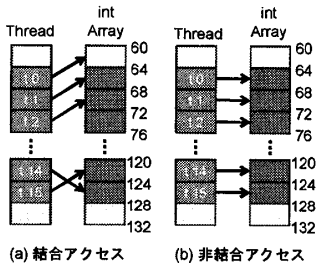 int
Thread Array
60
t0 64
t1 68
t2 72
76
120
t14 124
t15 128
132
(a) 結合アクセス
int
Thread Array
60
t0 64
t1 68
t2 72
76
120
t14 124
t15 128
132
(b) 非結合アクセス